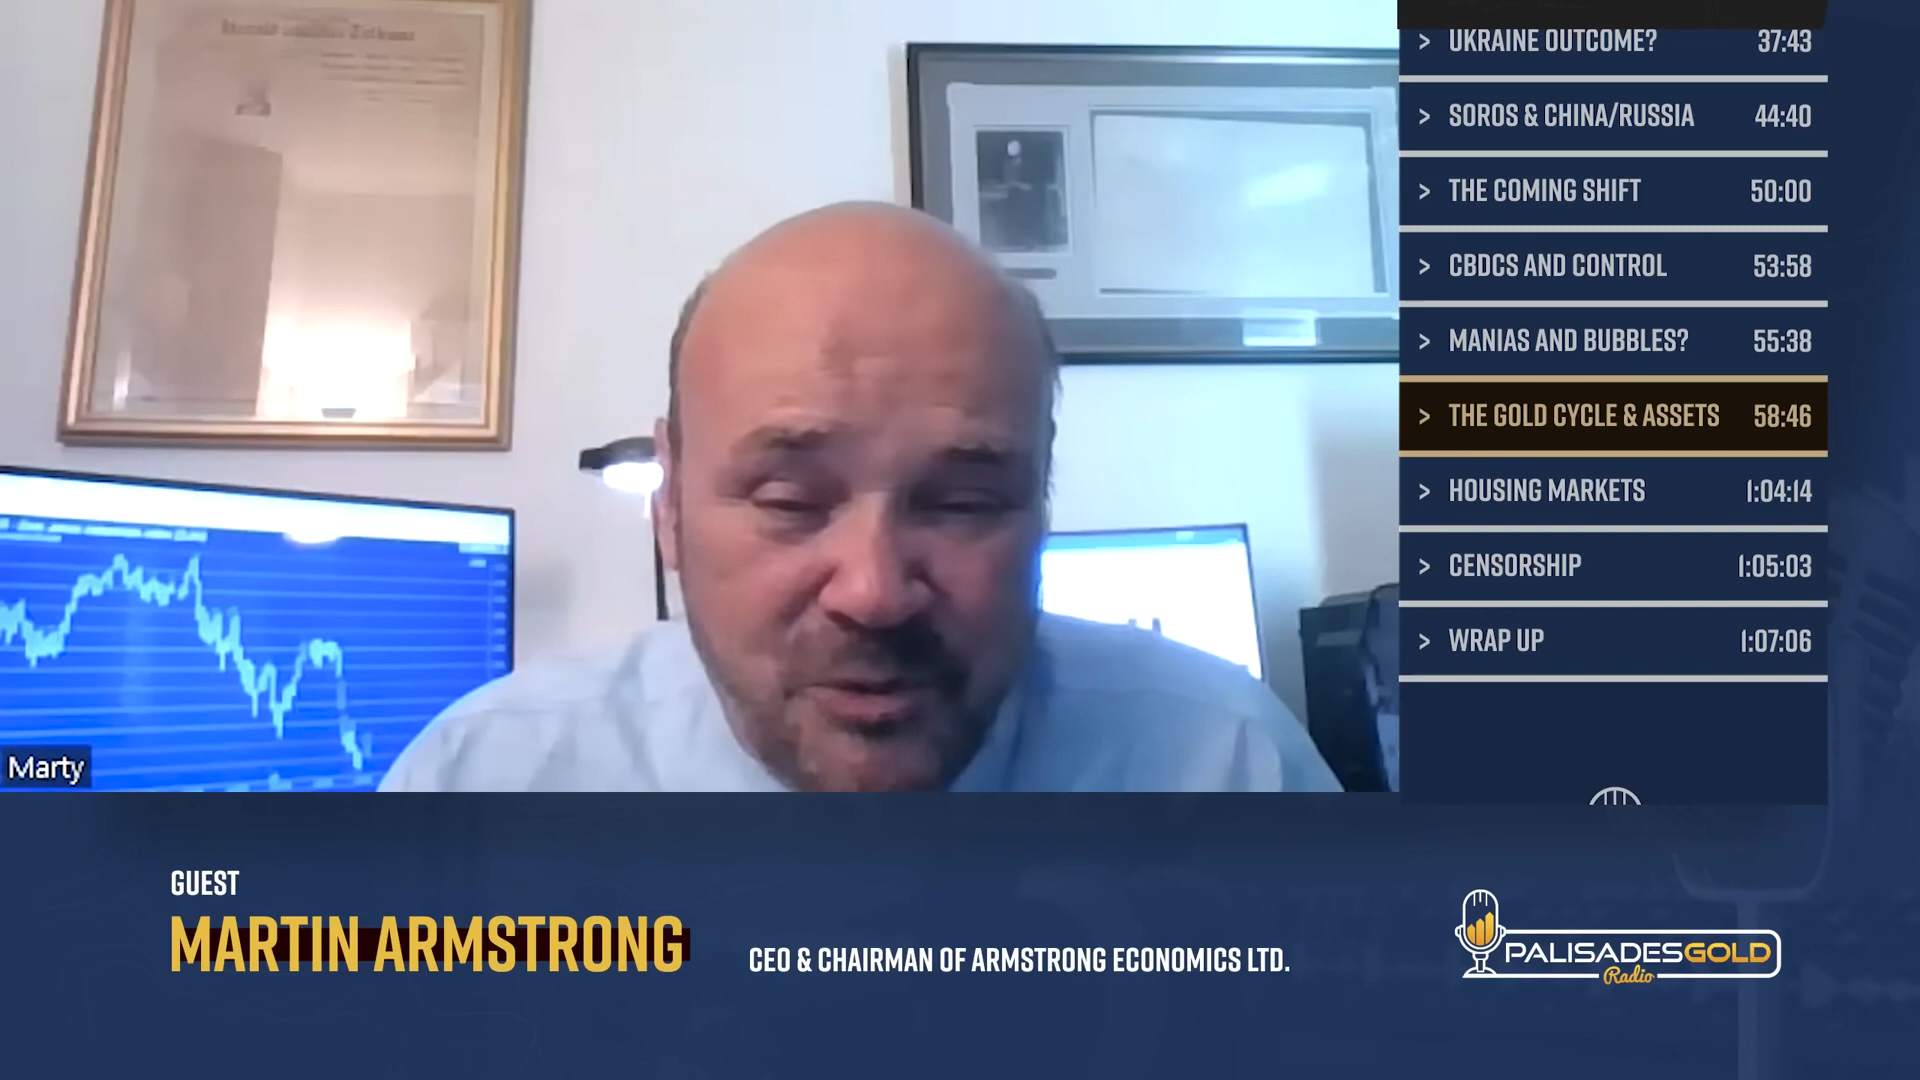 Herald Tribune
UKRAINE OUTCOME? 37:43
> SOROS & CHINA/RUSSIA 44:40
> THE COMING SHIFT 50:00
> CBDCS AND CONTROL 53:58
> MANIAS AND BUBBLES? 55:38
> THE GOLD CYCLE & ASSETS 58:46
> HOUSING MARKETS 1:04:14
> CENSORSHIP 1:05:03
> WRAP UP 1:07:06
Marty
GUEST
MARTIN ARMSTRONG
CEO & CHAIRMAN OF ARMSTRONG ECONOMICS LTD.
PALISADESGOLD
Radio